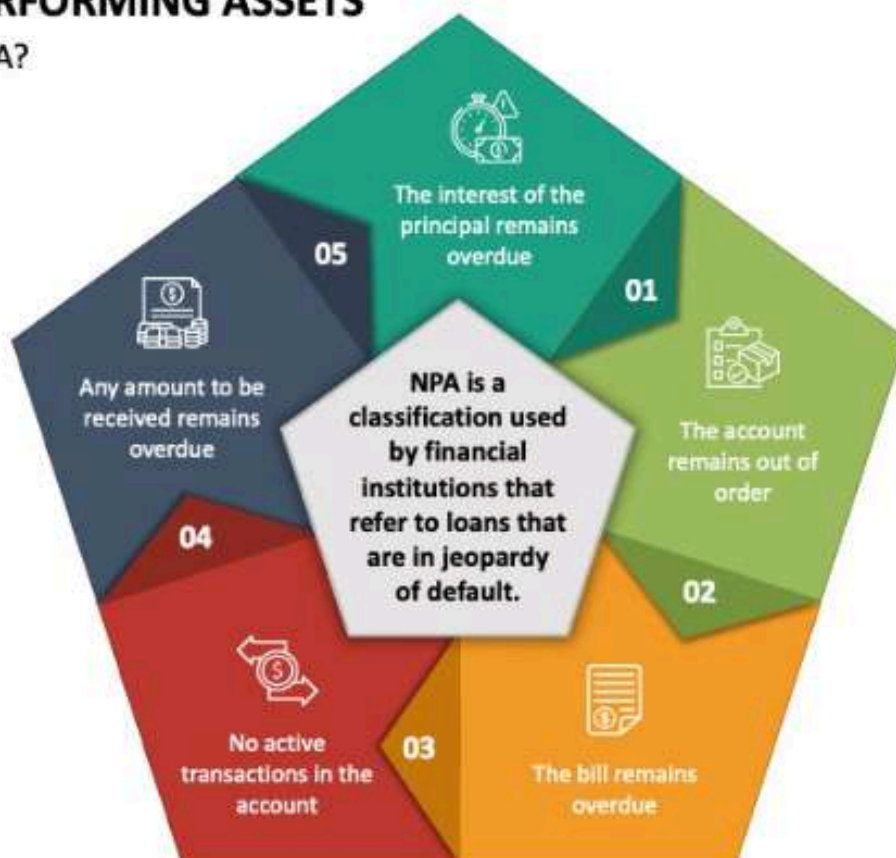 RFORMING ASSETS
A?
The interest of the
principal remains
overdue
01
The account
remains out of
order
02
The bill remains
overdue
03
No active
transactions in the
account
04
Any amount to be
received remains
overdue
05
NPA is a
classification used
by financial
institutions that
refer to loans that
are in jeopardy
of default.